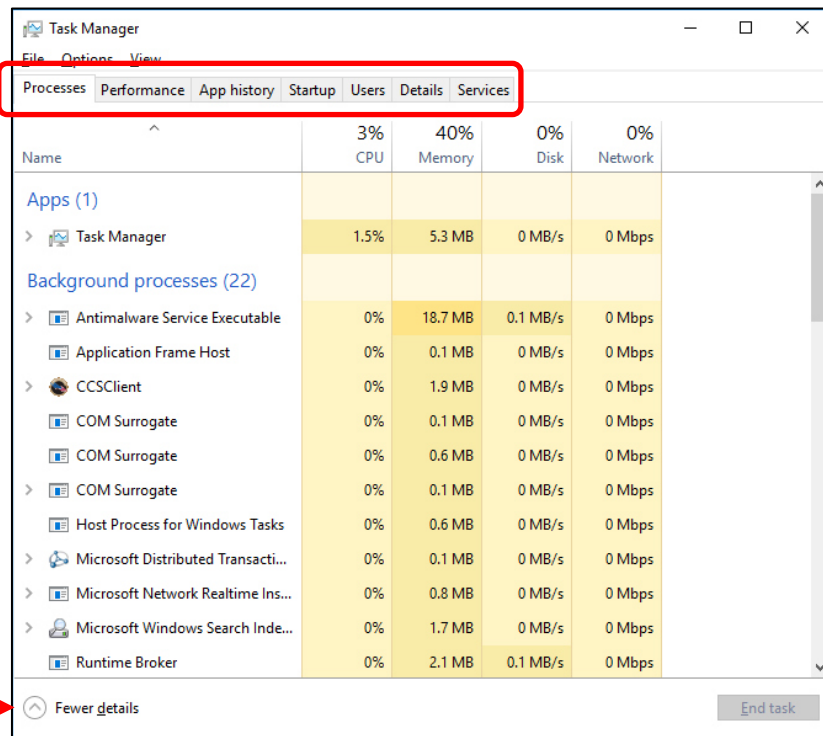 Task Manager
File Options View
Processes Performance App history Startup Users Details Services
3% 40% 0% 0%
Name CPU Memory Disk Network
Apps (1)
Task Manager 1.5% 5.3 MB 0 MB/s 0 Mbps
Background processes (22)
Antimalware Service Executable 0% 18.7 MB 0.1 MB/s 0 Mbps
Application Frame Host 0% 0.1 MB 0 MB/s 0 Mbps
CCSClient 0% 1.9 MB 0 MB/s 0 Mbps
COM Surrogate 0% 0.1 MB 0 MB/s 0 Mbps
COM Surrogate 0% 0.6 MB 0 MB/s 0 Mbps
COM Surrogate 0% 0.1 MB 0 MB/s 0 Mbps
Host Process for Windows Tasks 0% 0.6 MB 0 MB/s 0 Mbps
Microsoft Distributed Transacti... 0% 0.1 MB 0 MB/s 0 Mbps
Microsoft Network Realtime Ins... 0% 0.8 MB 0 MB/s 0 Mbps
Microsoft Windows Search Inde... 0% 1.7 MB 0 MB/s 0 Mbps
Runtime Broker 0% 2.1 MB 0.1 MB/s 0 Mbps
Fewer details End task